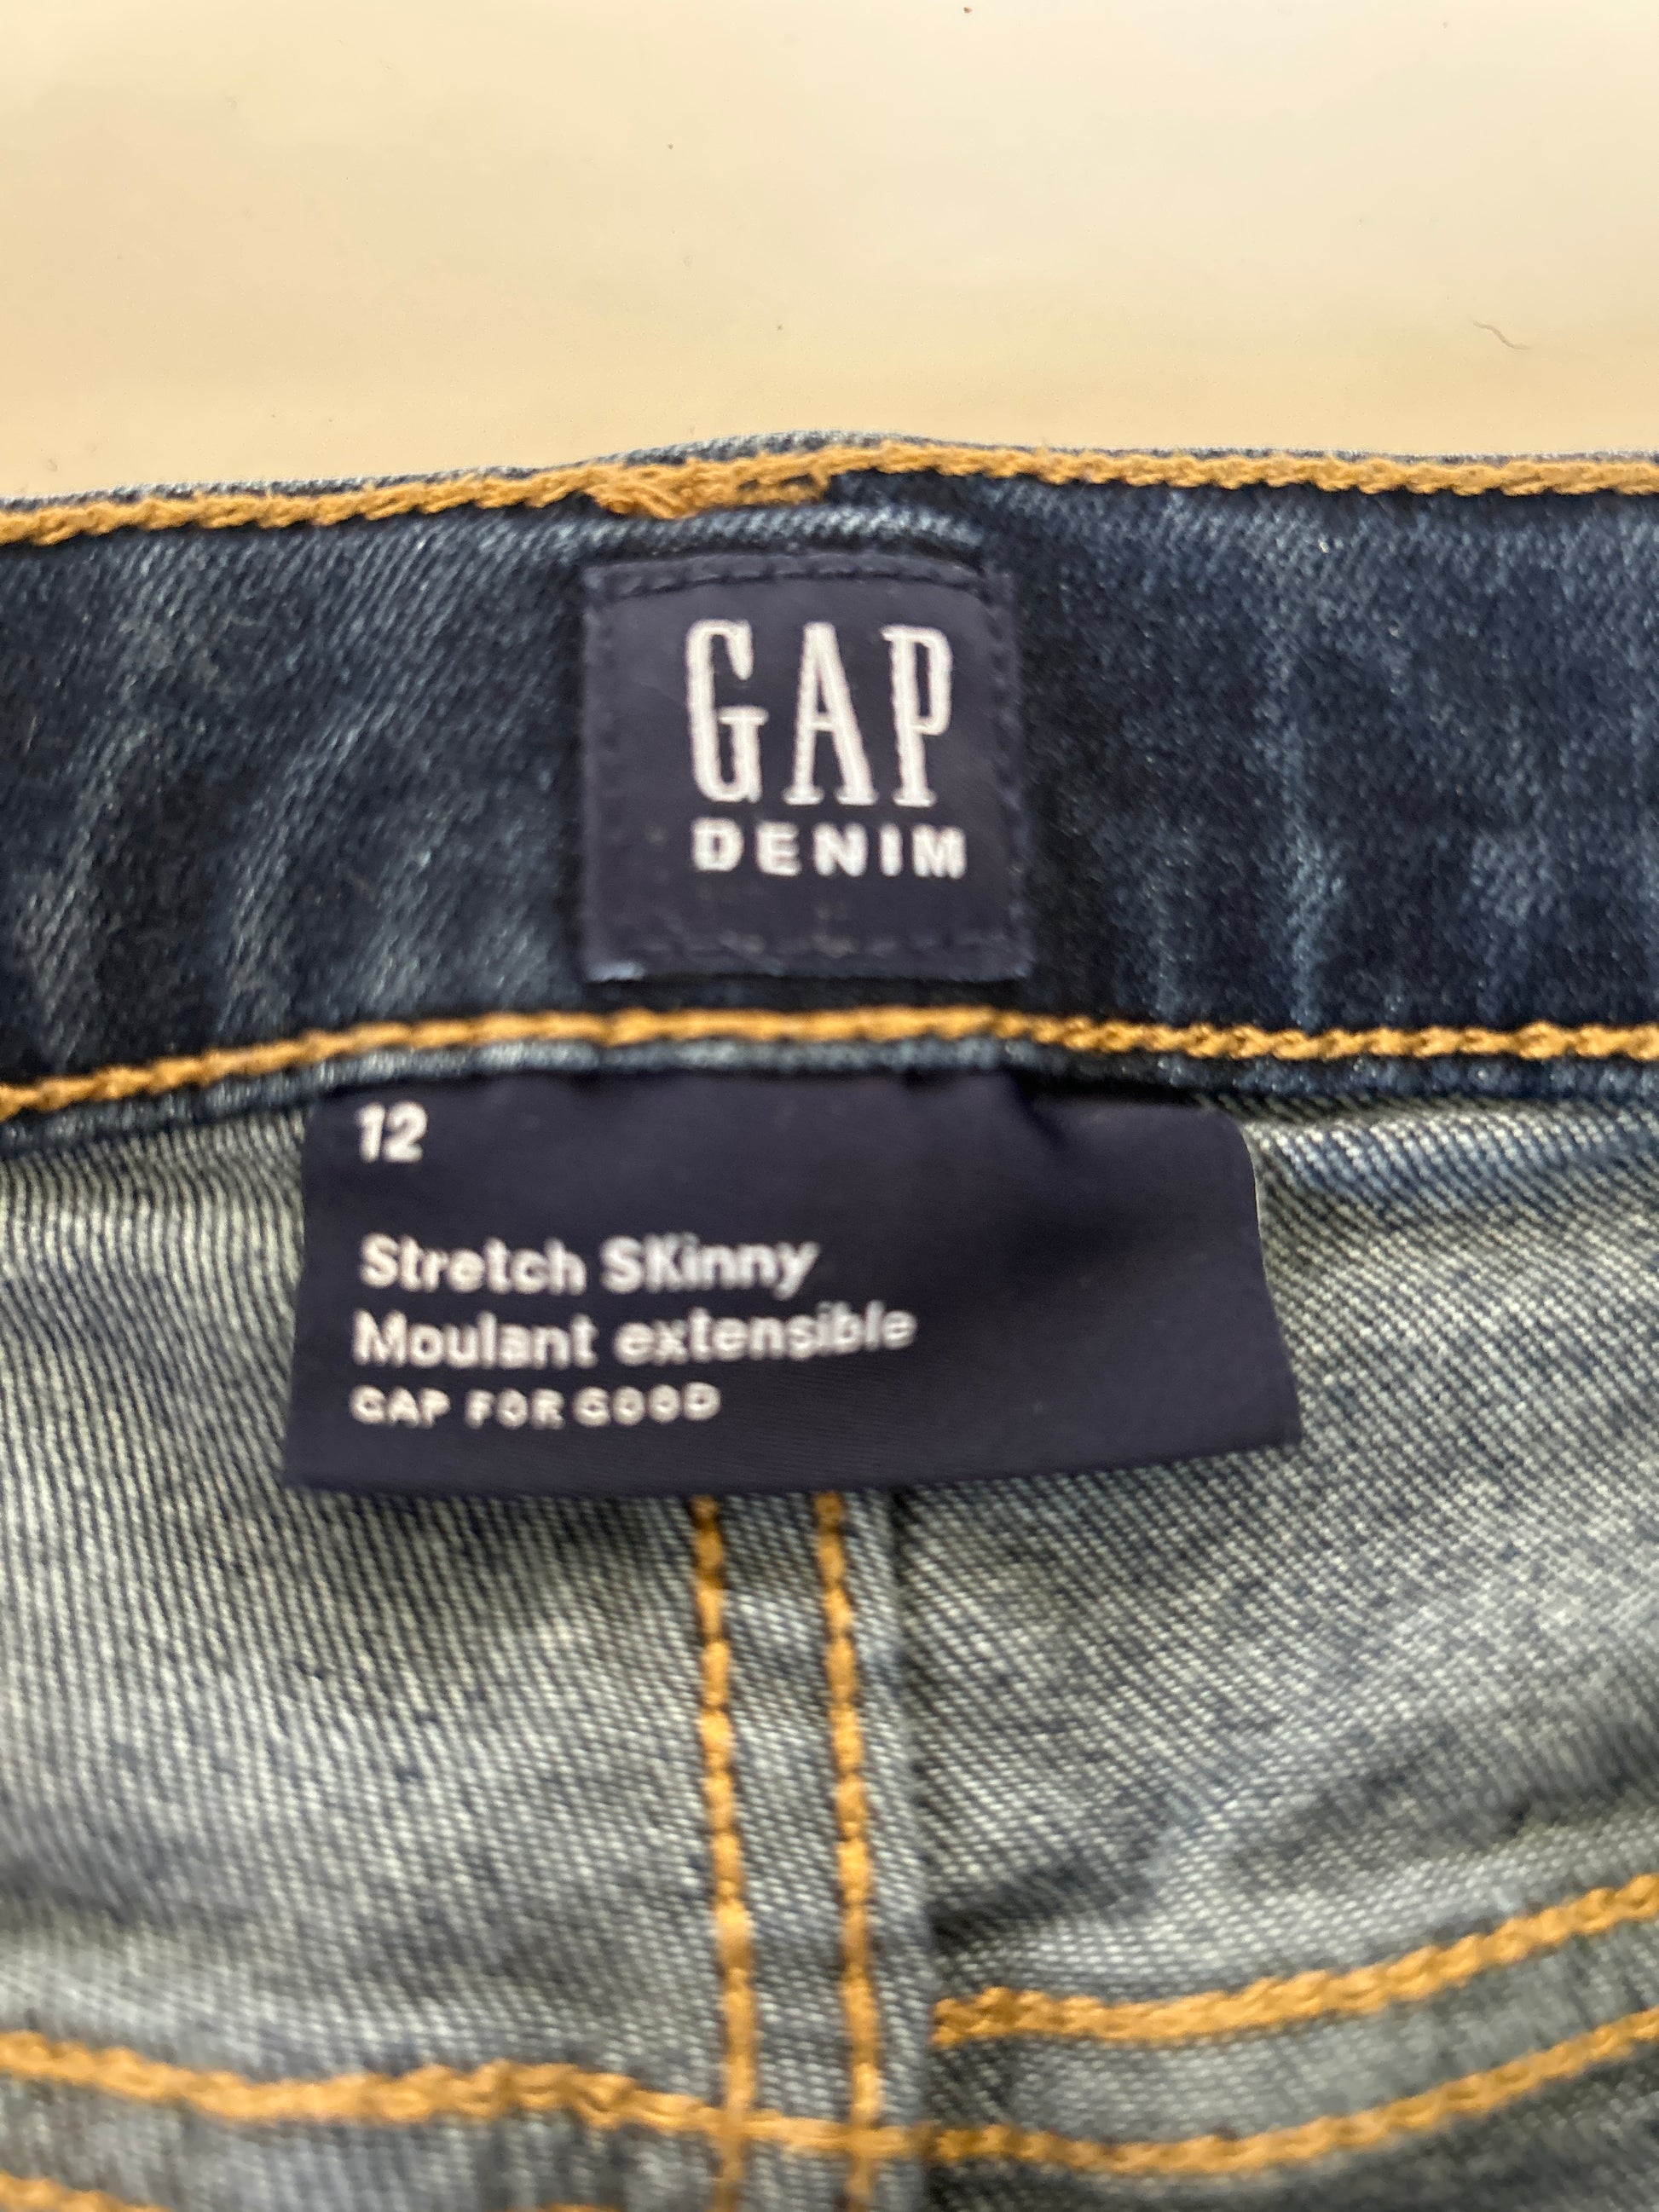 GAP
DENIM
12
Stretch SKinny
Moulant extensible
GAP FOR GOOD